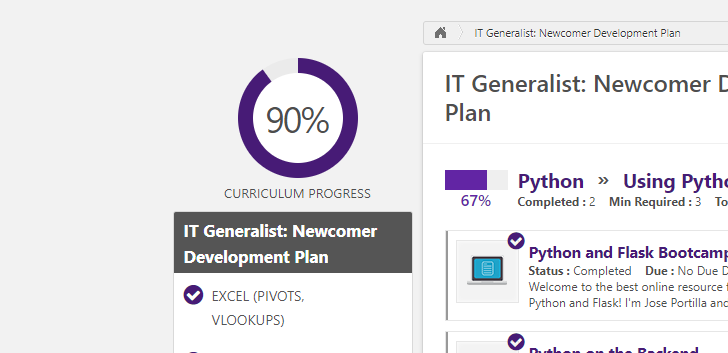 IT Generalist: Newcomer Development Plan
IT Generalist: Newcomer
Plan
90%
CURRICULUM PROGRESS
IT Generalist: Newcomer
Development Plan
EXCEL (PIVOTS,
VLOOKUPS)
Python » Using
67%
Completed : 2 Min Required : 3
Python and Flask Bootcamp
Status : Completed Due : No Due
Welcome to the best online resource
Python and Flask! I'm Jose Portilla and
Python on the Backend